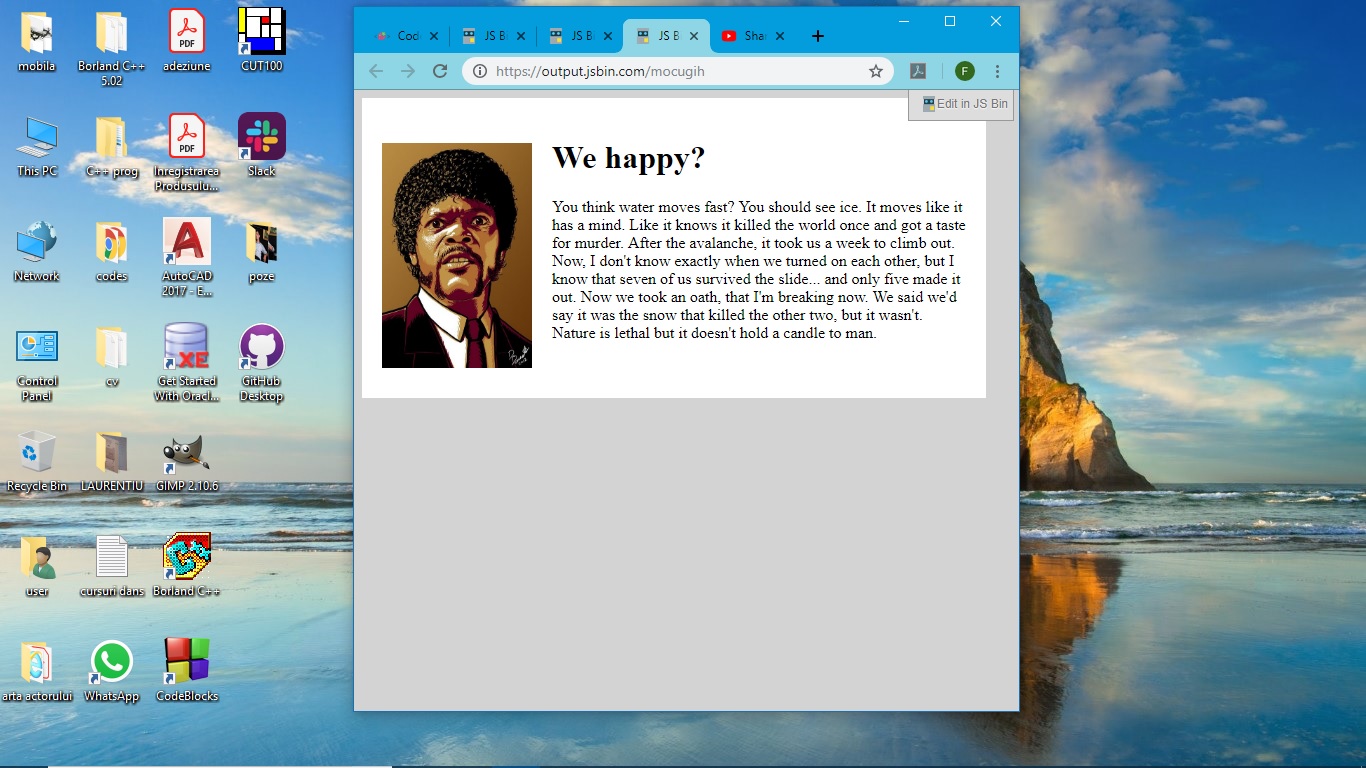 mobila
Borland C++
5.02
adeziune
CUT100
This PC
C++ prog
Inregistrarea
Produsulu...
Slack
Network
codes
AutoCAD
2017 - E...
poze
Control
Panel
cv
Get Started
With Oracl...
GitHub
Desktop
Recycle Bin
LAURENTIU
GIMP 2.10.6
user
cursuri dans
Borland C++
arta actorului
WhatsApp
CodeBlocks
PDF
PDF
XE
Cod
JS Bi
JS Bi
JS B
Shar
https://output.jsbin.com/mocugih
F
Edit in JS Bin
We happy?
You think water moves fast? You should see ice. It moves like it
has a mind. Like it knows it killed the world once and got a taste
for murder. After the avalanche, it took us a week to climb out.
Now, I don't know exactly when we turned on each other, but I
know that seven of us survived the slide... and only five made it
out. Now we took an oath, that I'm breaking now. We said we'd
say it was the snow that killed the other two, but it wasn't.
Nature is lethal but it doesn't hold a candle to man.